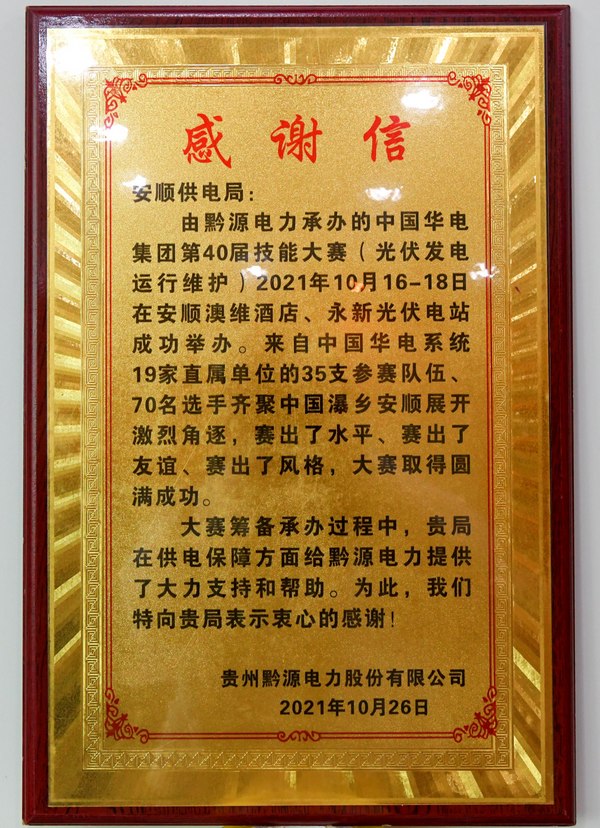 感谢信
安顺供电局：
由黔源电力承办的中国华电
集团第40届技能大赛（光伏发电
运行维护）2021年10月16-18日
在安顺澳维酒店、永新光伏电站
成功举办。来自中国华电系统
19家直属单位的35支参赛队伍、
70名选手齐聚中国瀑乡安顺展开
激烈角逐，赛出了水平、赛出了
友谊、赛出了风格，大赛取得圆
满成功。
大赛筹备承办过程中，贵局
在供电保障方面给黔源电力提供
了大力支持和帮助。为此，我们
特向贵局表示衷心的感谢！
贵州黔源电力股份有限公司
2021年10月26日